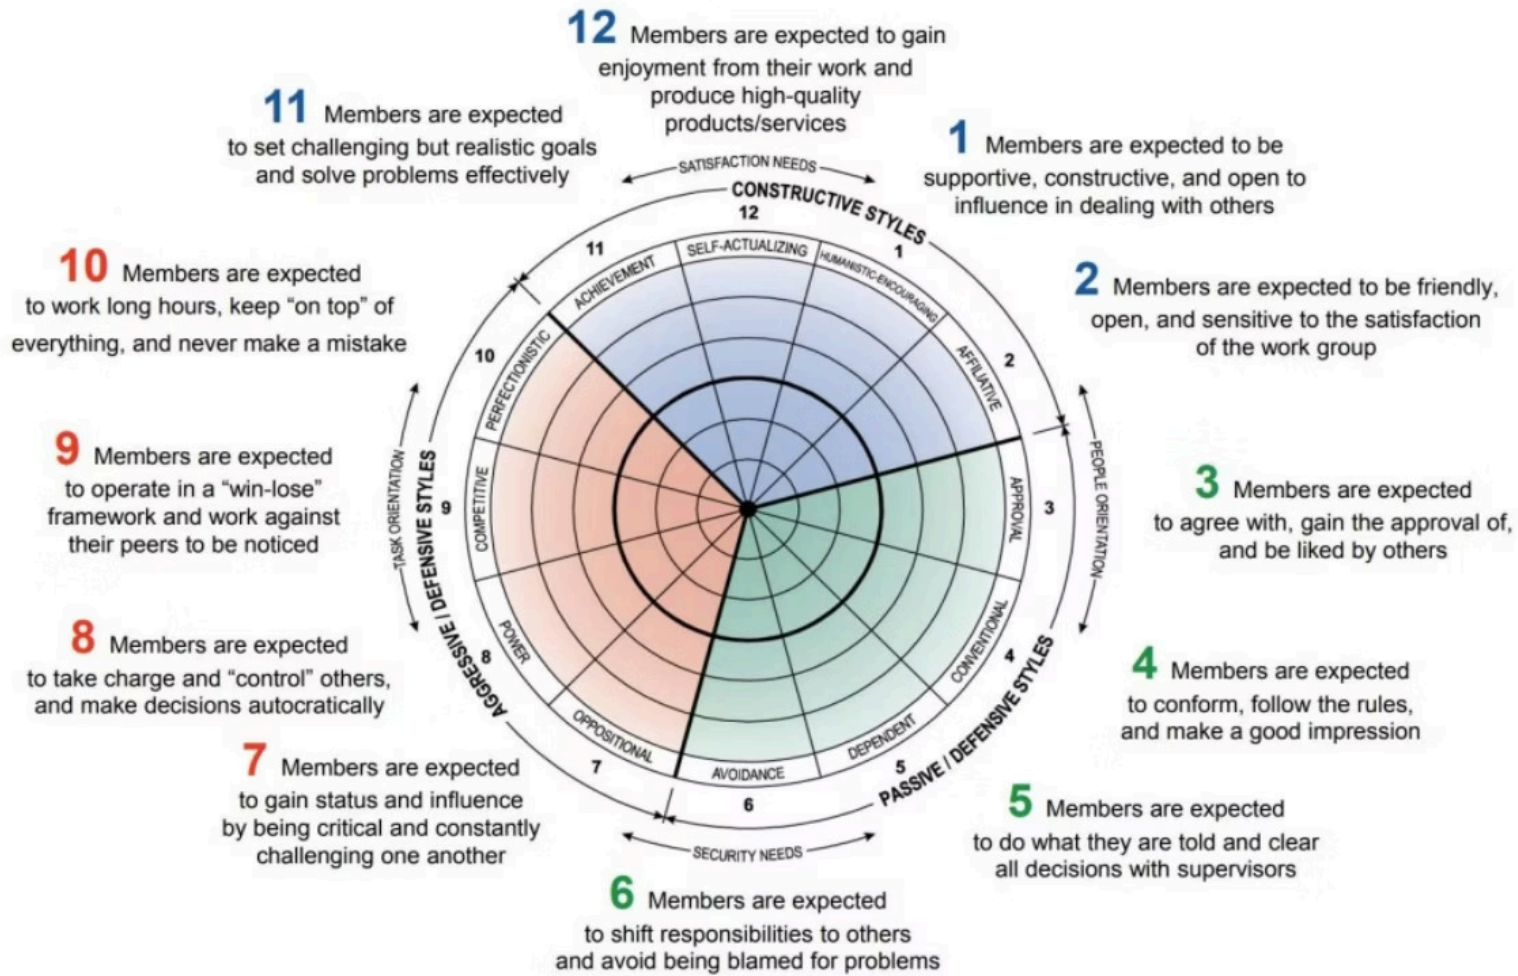 12 Members are expected to gain
enjoyment from their work and
produce high-quality
products/services
11 Members are expected
to set challenging but realistic goals
and solve problems effectively
1 Members are expected to be
supportive, constructive, and open to
influence in dealing with others
10 Members are expected
to work long hours, keep “on top” of
everything, and never make a mistake
2 Members are expected to be friendly,
open, and sensitive to the satisfaction
of the work group
9 Members are expected
to operate in a “win-lose”
framework and work against
their peers to be noticed
3 Members are expected
to agree with, gain the approval of,
and be liked by others
8 Members are expected
to take charge and “control” others,
and make decisions autocratically
4 Members are expected
to conform, follow the rules,
and make a good impression
7 Members are expected
to gain status and influence
by being critical and constantly
challenging one another
5 Members are expected
to do what they are told and clear
all decisions with supervisors
6 Members are expected
to shift responsibilities to others
and avoid being blamed for problems
SATISFACTION NEEDS
CONSTRUCTIVE STYLES
12
SELF-ACTUALIZING
1
HUMANISTIC-ENCOURAGING
2
AFFILIATIVE
PEOPLE ORIENTATION
3
APPROVAL
4
CONVENTIONAL
PASSIVE / DEFENSIVE STYLES
5
DEPENDENT
6
AVOIDANCE
SECURITY NEEDS
7
OPPOSITIONAL
8
POWER
AGGRESSIVE / DEFENSIVE STYLES
TASK ORIENTATION
9
COMPETITIVE
10
PERFECTIONISTIC
11
ACHIEVEMENT